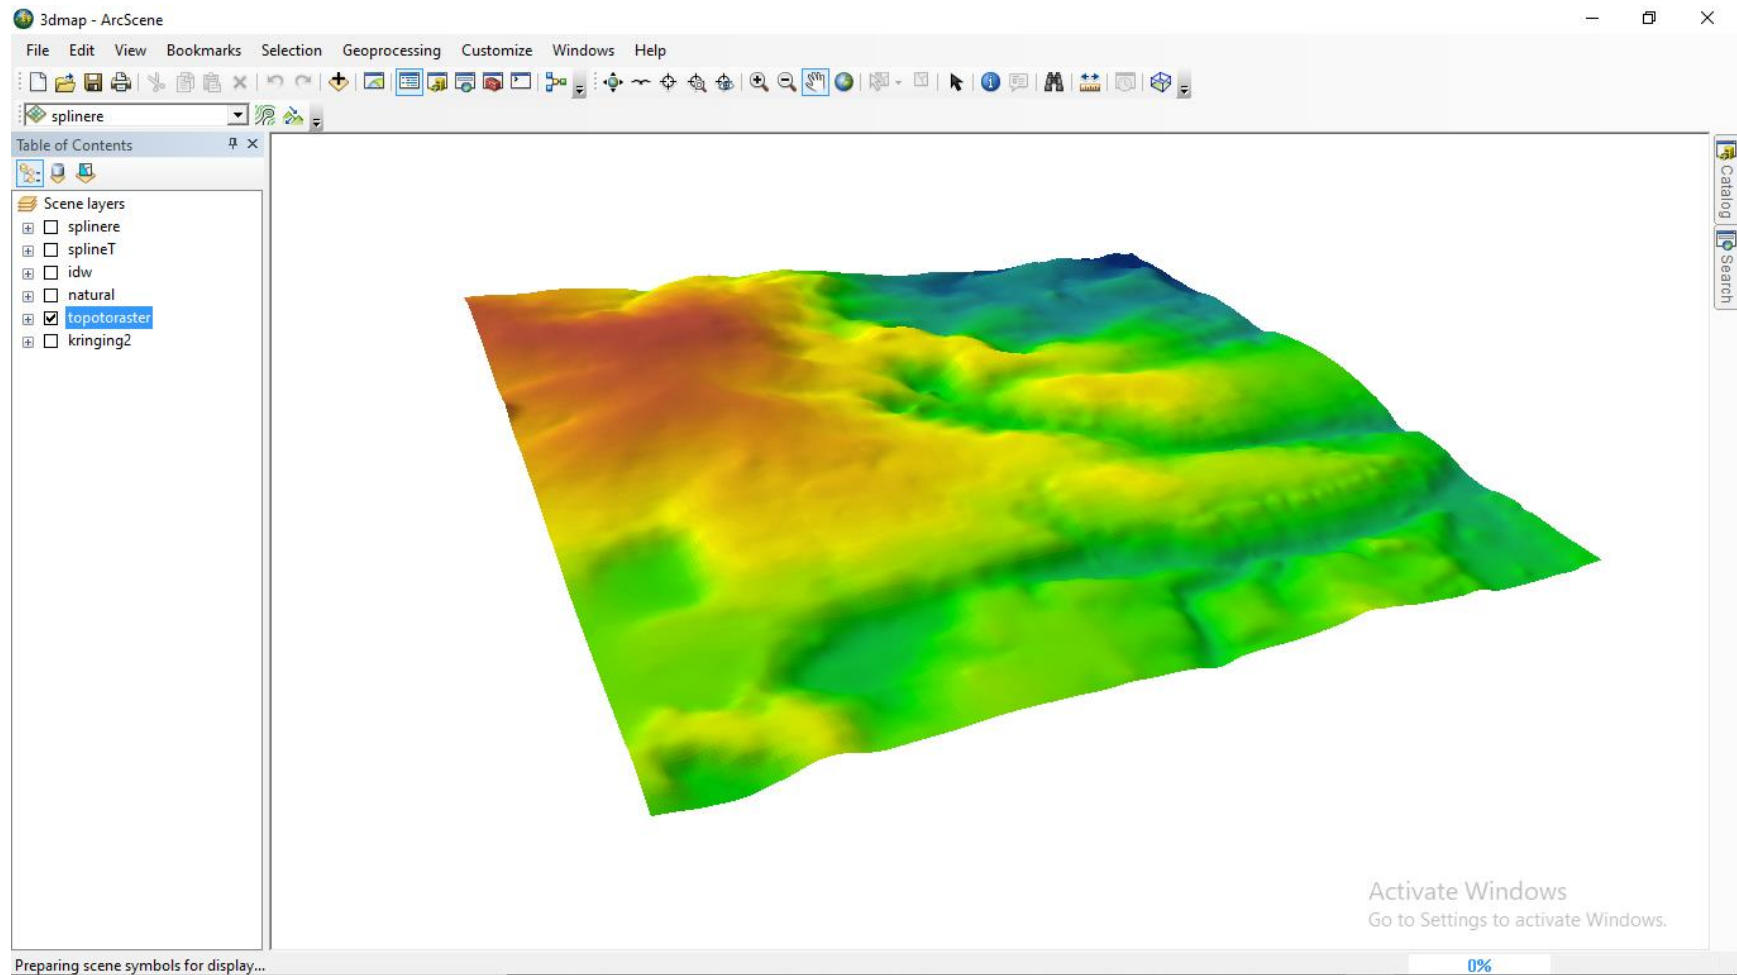 3dmap - ArcScene
File Edit View Bookmarks Selection Geoprocessing Customize Windows Help
splinere
Table of Contents
Scene layers
splinere
splineT
idw
natural
topotoraster
kringing2
Catalog
Search
Activate Windows
Go to Settings to activate Windows.
Preparing scene symbols for display...
0%